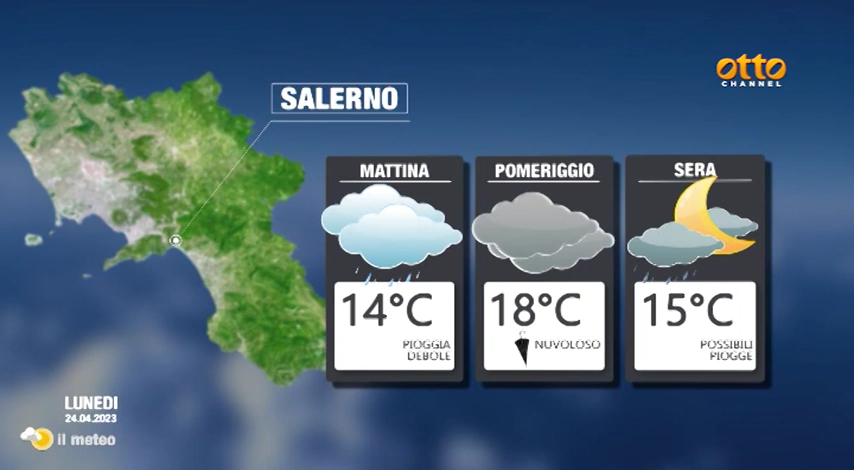 otto
CHANNEL
SALERNO
MATTINA
14°C
PIOGGIA
DEBOLE
POMERIGGIO
18°C
NUVOLOSO
SERA
15°C
POSSIBILI
PIOGGE
LUNEDI
24.04.2023
il meteo